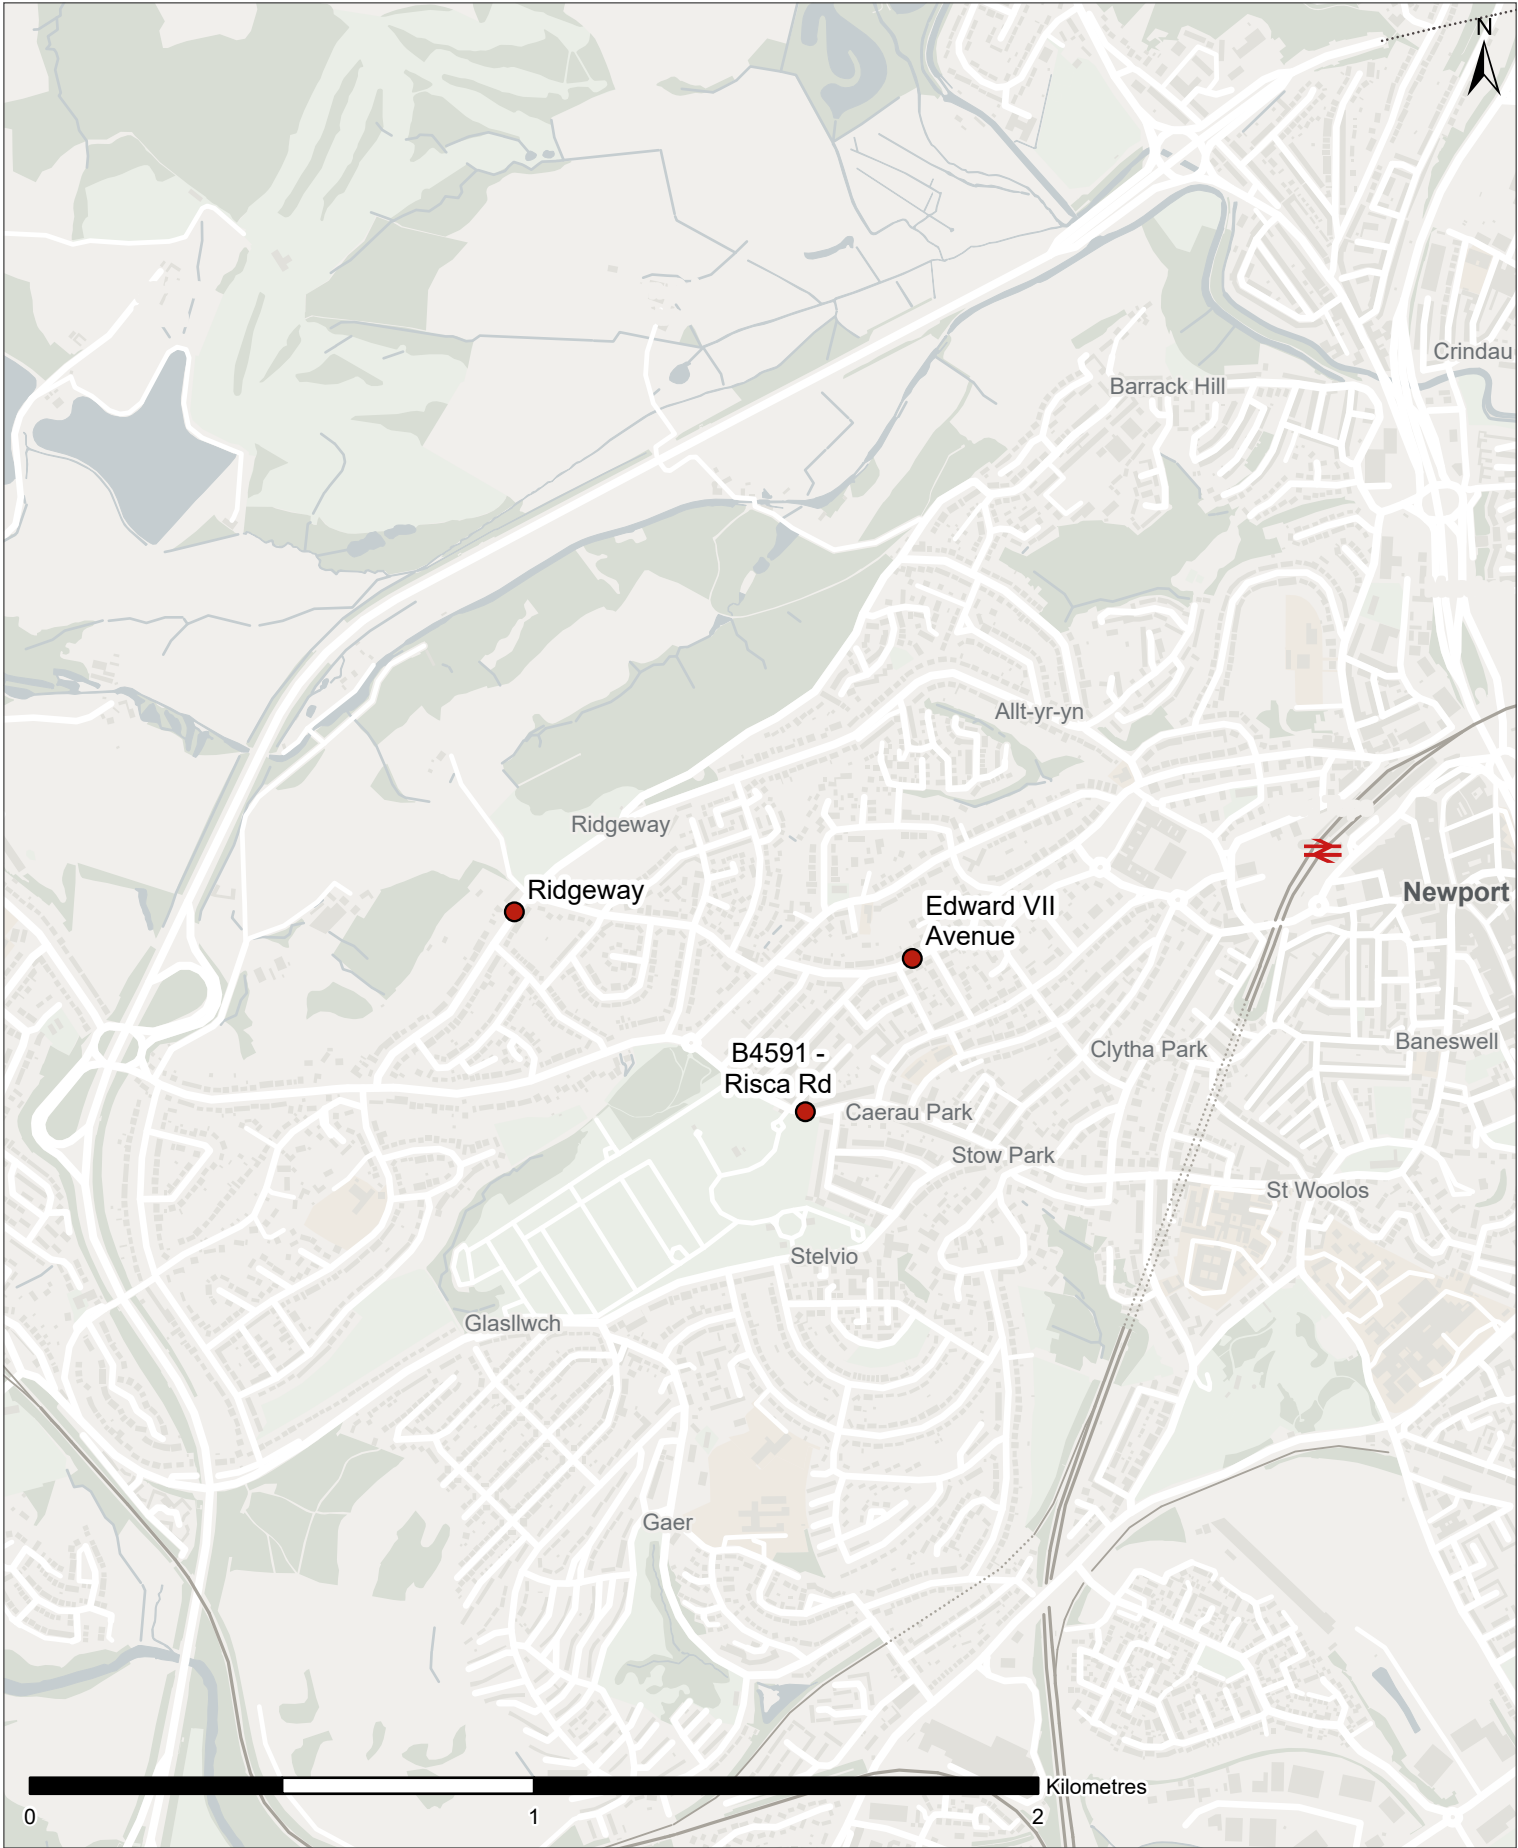 N
Crindau
Barrack Hill
Allt-yr-yn
Ridgeway
Ridgeway
Newport
Edward VII
Avenue
Baneswell
Clytha Park
B4591 -
Risca Rd
Caerau Park
Stow Park
St Woolos
Stelvio
Glasllwch
Gaer
Kilometres
0
1
2